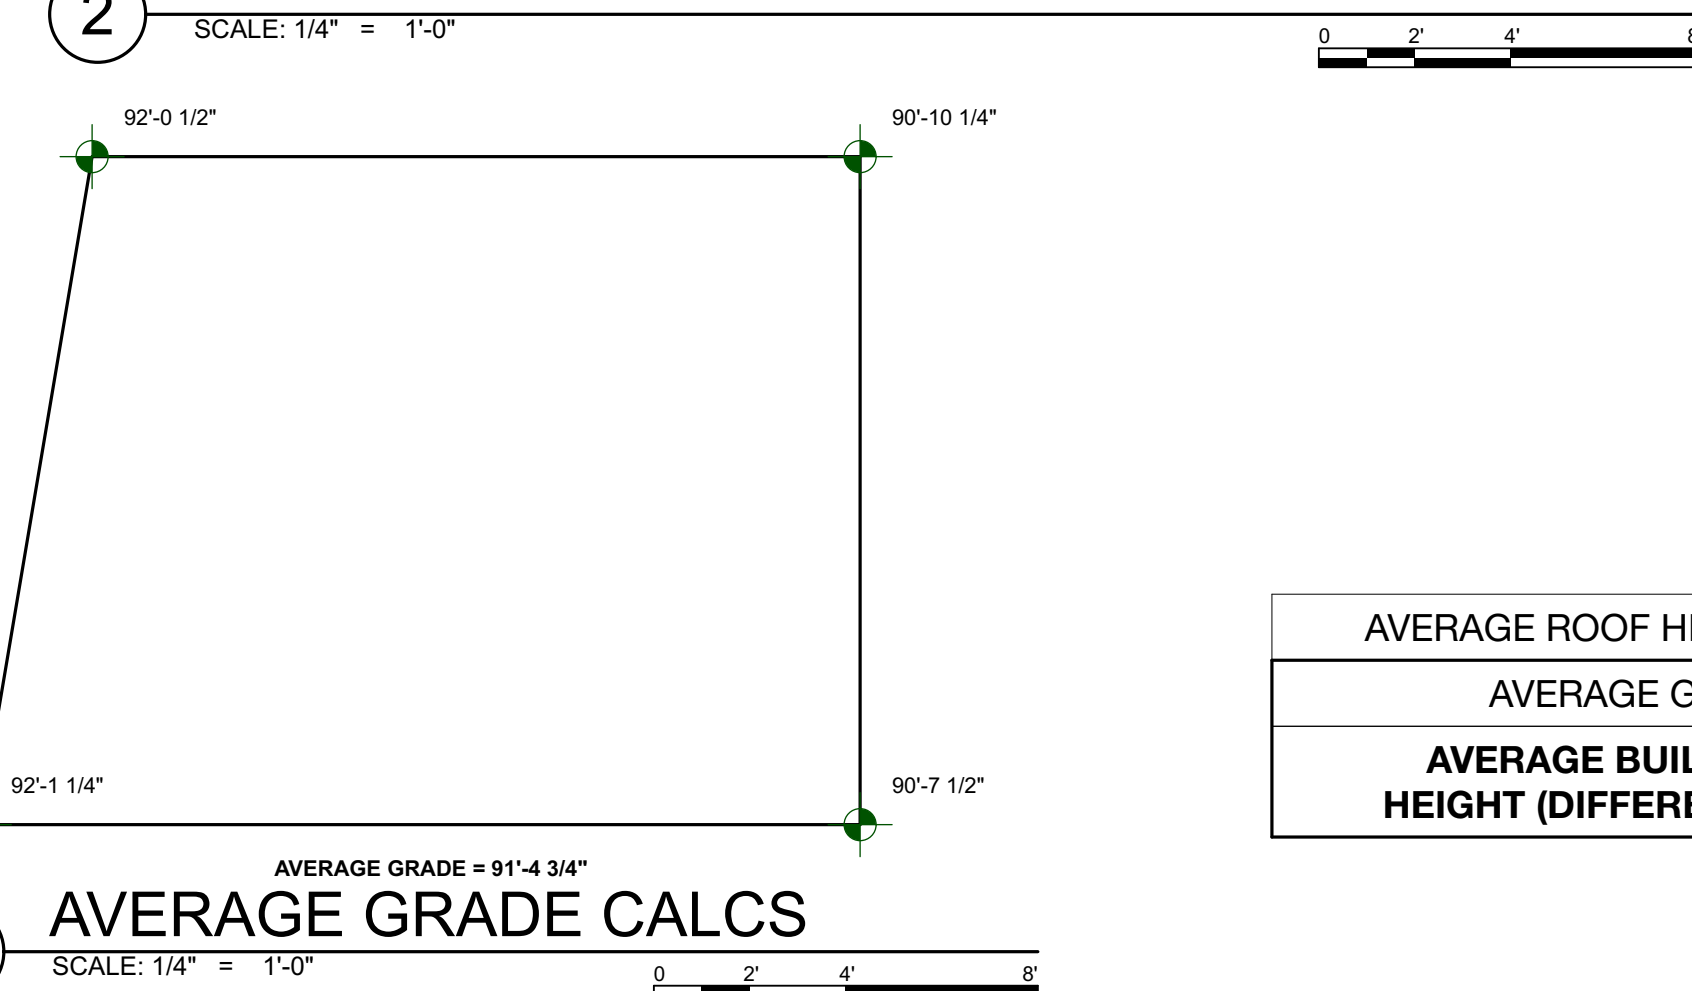 2
SCALE: 1/4" = 1'-0"
0 2' 4' 8
92'-0 1/2"
90'-10 1/4"
92'-1 1/4"
90'-7 1/2"
AVERAGE GRADE = 91'-4 3/4"
AVERAGE GRADE CALCS
SCALE: 1/4" = 1'-0"
0 2' 4' 8'
AVERAGE ROOF
AVERAGE
AVERAGE
HEIGHT